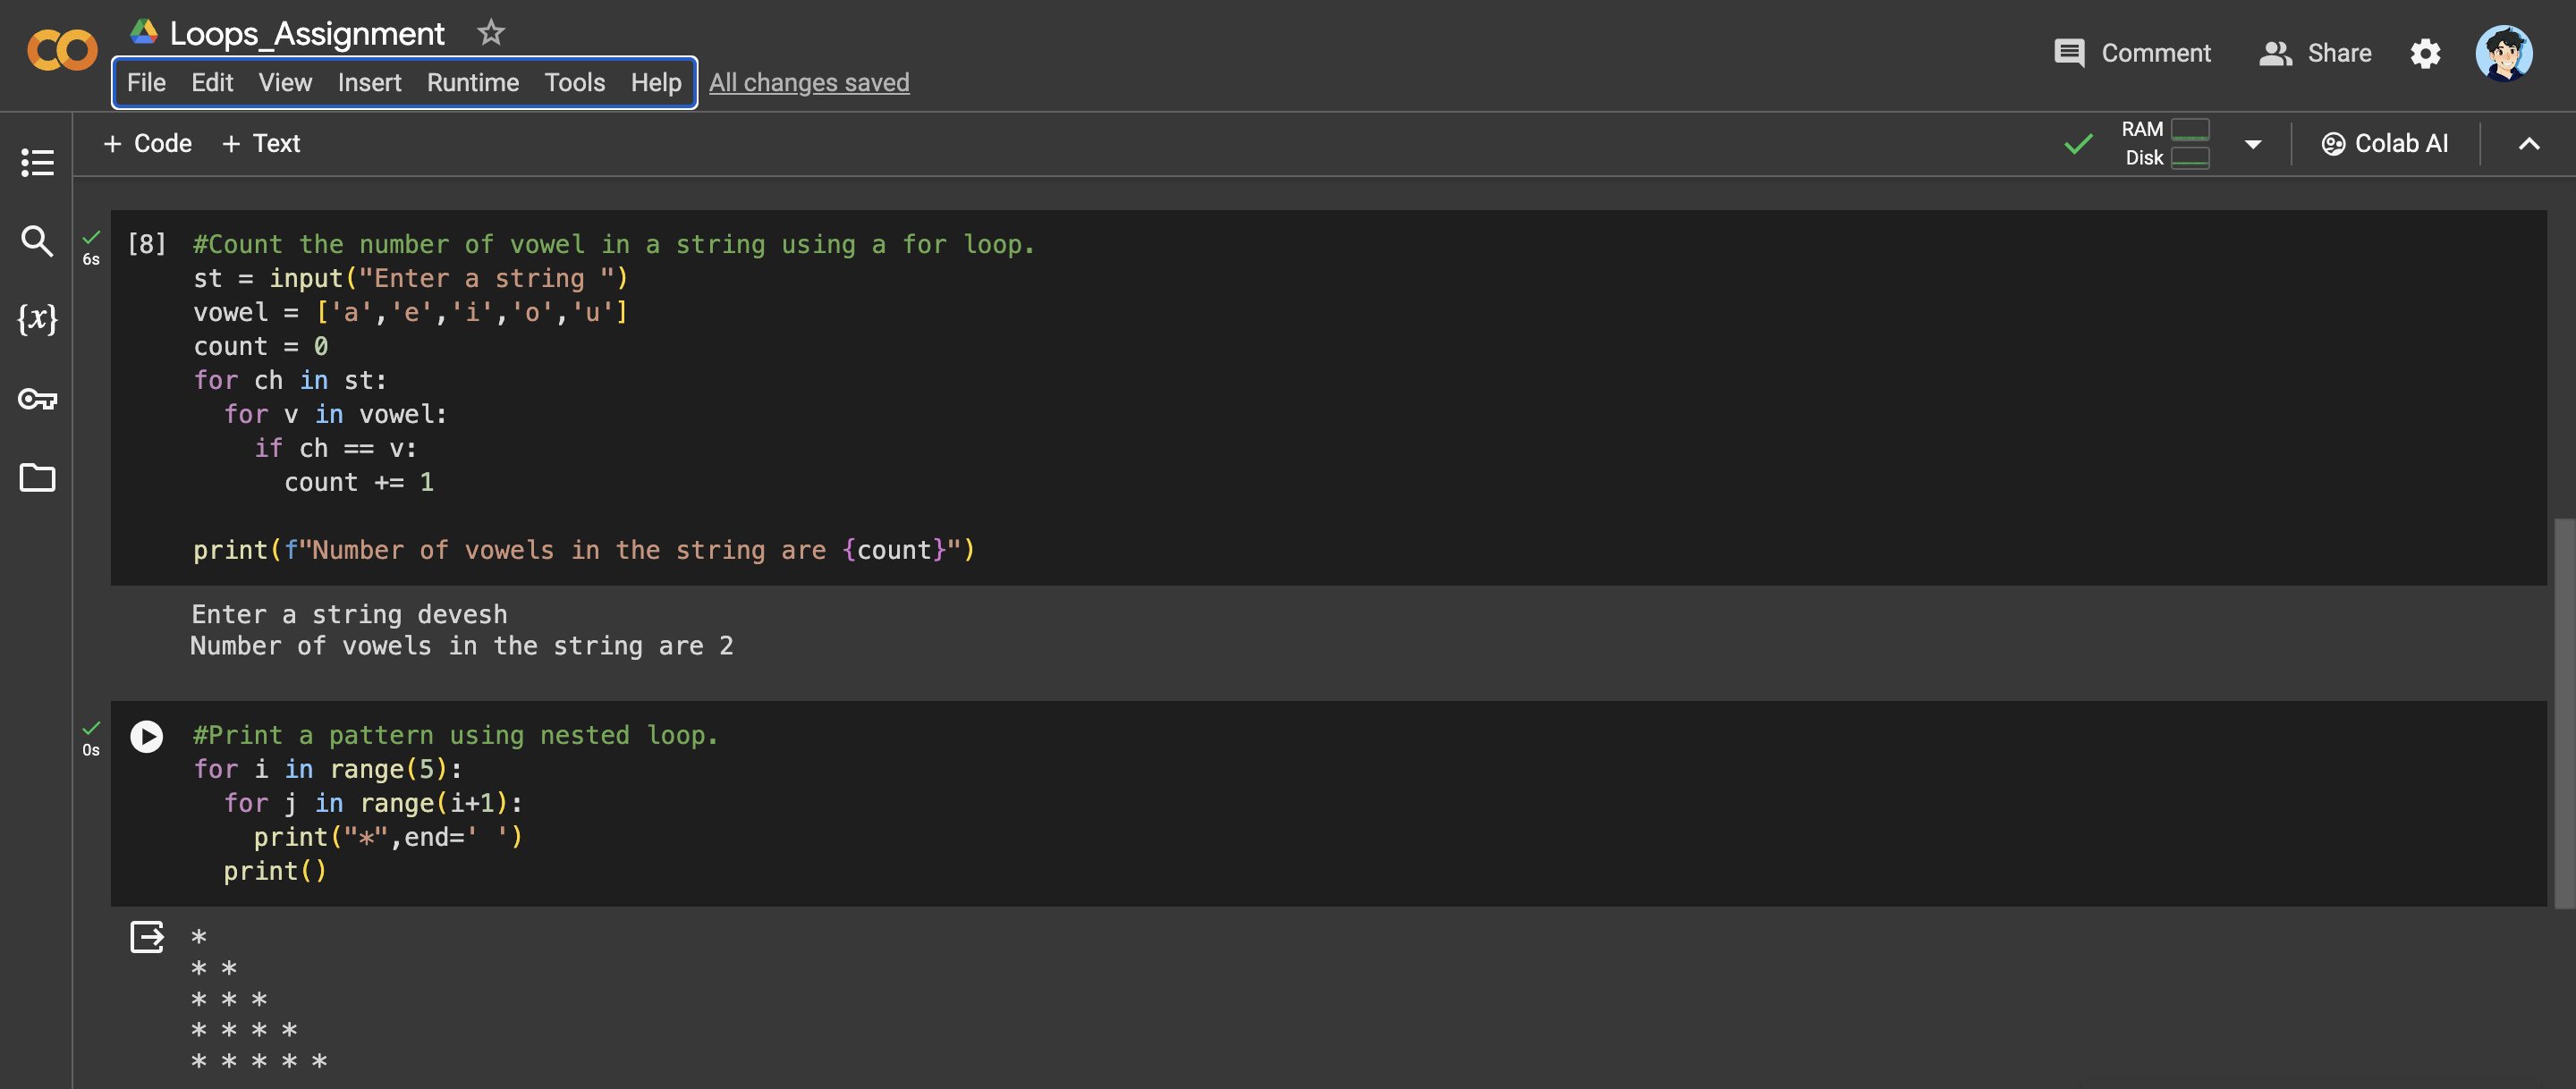 Loops_Assignment
File Edit View Insert Runtime Tools Help All changes saved
Comment Share
+ Code + Text
RAM
Disk
Colab AI
{x}
6s
[8]
#Count the number of vowel in a string using a for loop.
st = input("Enter a string ")
vowel = ['a','e','i','o','u']
count = 0
for ch in st:
  for v in vowel:
    if ch == v:
      count += 1
print(f"Number of vowels in the string are {count}")
Enter a string devesh
Number of vowels in the string are 2
0s
#Print a pattern using nested loop.
for i in range(5):
  for j in range(i+1):
    print("*",end=' ')
  print()
*
* *
* * *
* * * *
* * * * *